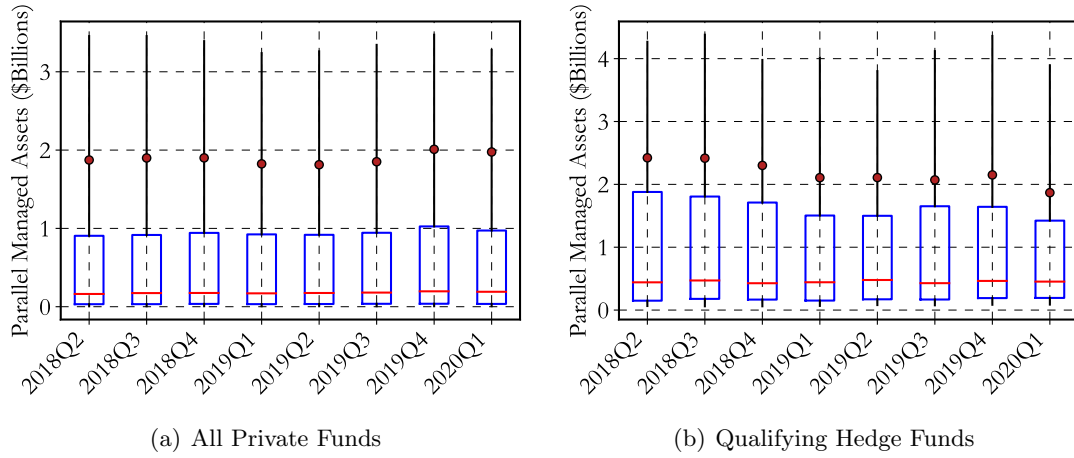 Parallel Managed Assets ($Billions)
3
2
1
0
2018Q2
2018Q3
2018Q4
2019Q1
2019Q2
2019Q3
2019Q4
2020Q1
(a) All Private Funds
Parallel Managed Assets ($Billions)
4
3
2
1
0
2018Q2
2018Q3
2018Q4
2019Q1
2019Q2
2019Q3
2019Q4
2020Q1
(b) Qualifying Hedge Funds